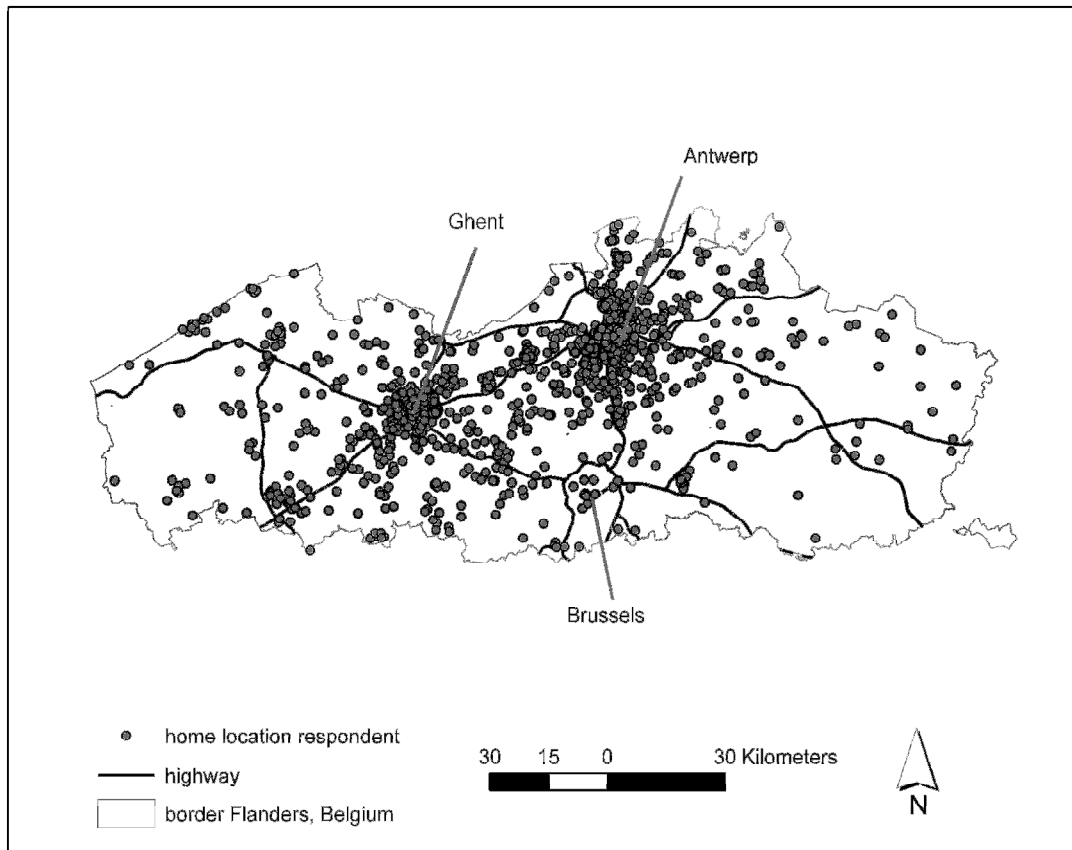 Antwerp
Ghent
Brussels
home location respondent
highway
border Flanders, Belgium
30 15 0 30 Kilometers
N